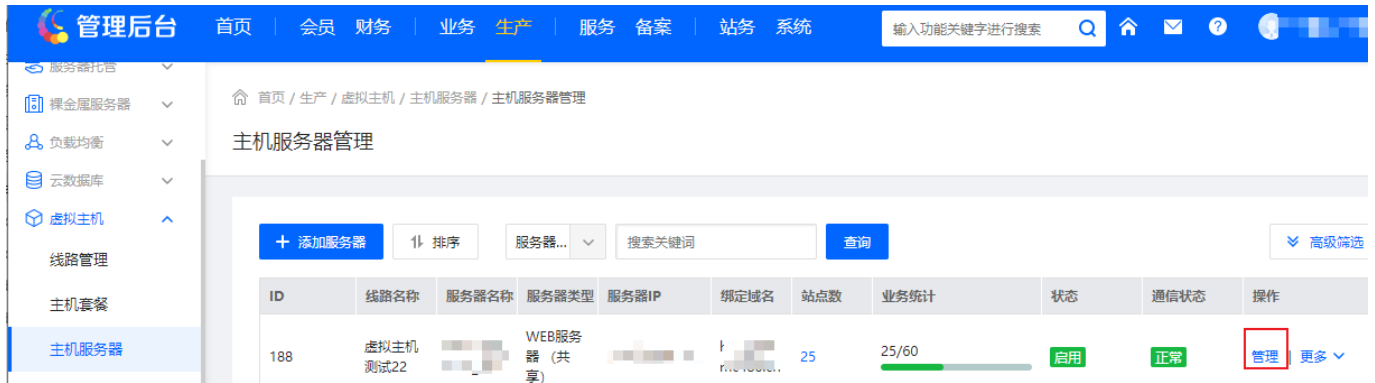 管理后台 首页 会员 财务 业务 生产 服务 备案 站务 系统 输入功能关键字进行搜索 ?
服务器托管
裸金属服务器
负载均衡
云数据库
虚拟主机
线路管理
主机套餐
主机服务器
首页 / 生产 / 虚拟主机 / 主机服务器 / 主机服务器管理
主机服务器管理
+ 添加服务器 排序 服务器... 搜索关键词 查询 高级筛选
ID 线路名称 服务器名称 服务器类型 服务器IP 绑定域名 站点数 业务统计 状态 通信状态 操作
188 虚拟主机测试22 WEB服务器(共享) 25 25/60 启用 正常 管理 | 更多